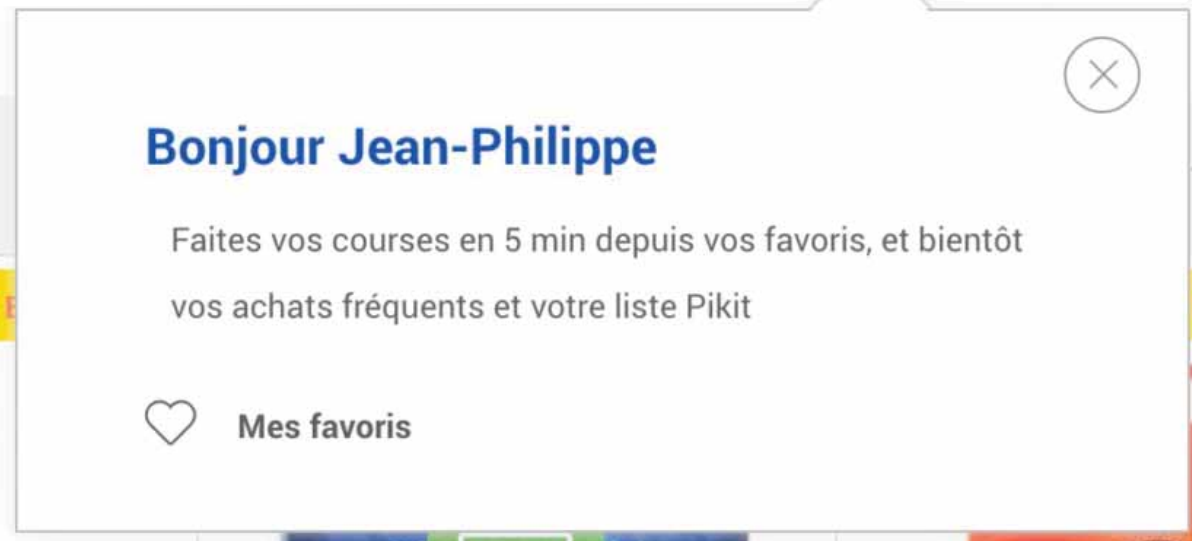 Bonjour Jean-Philippe
Faites vos courses en 5 min depuis vos favoris, et bientôt
vos achats fréquents et votre liste Pikit
Mes favoris